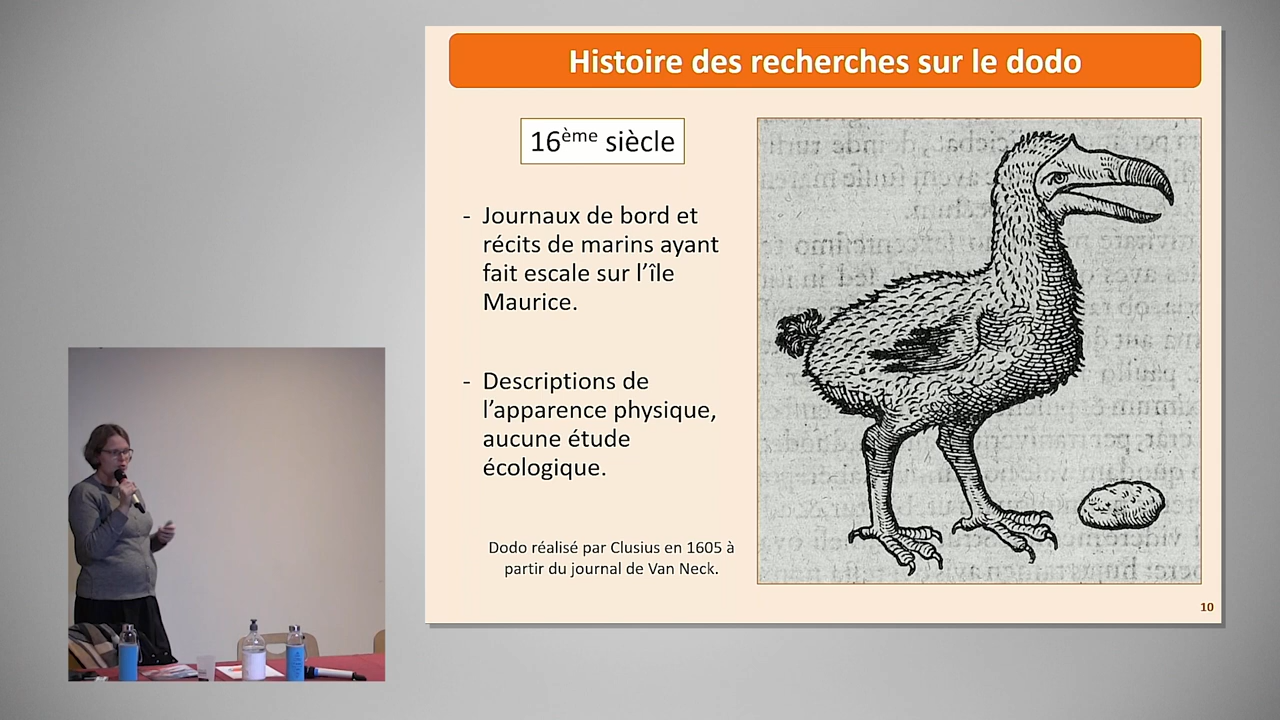 Histoire des recherches sur le dodo
16ème siècle
- Journaux de bord et
récits de marins ayant
fait escale sur l'île
Maurice.
- Descriptions de
l'apparence physique,
aucune étude
écologique.
Dodo réalisé par Clusius en 1605 à
partir du journal de Van Neck.
10